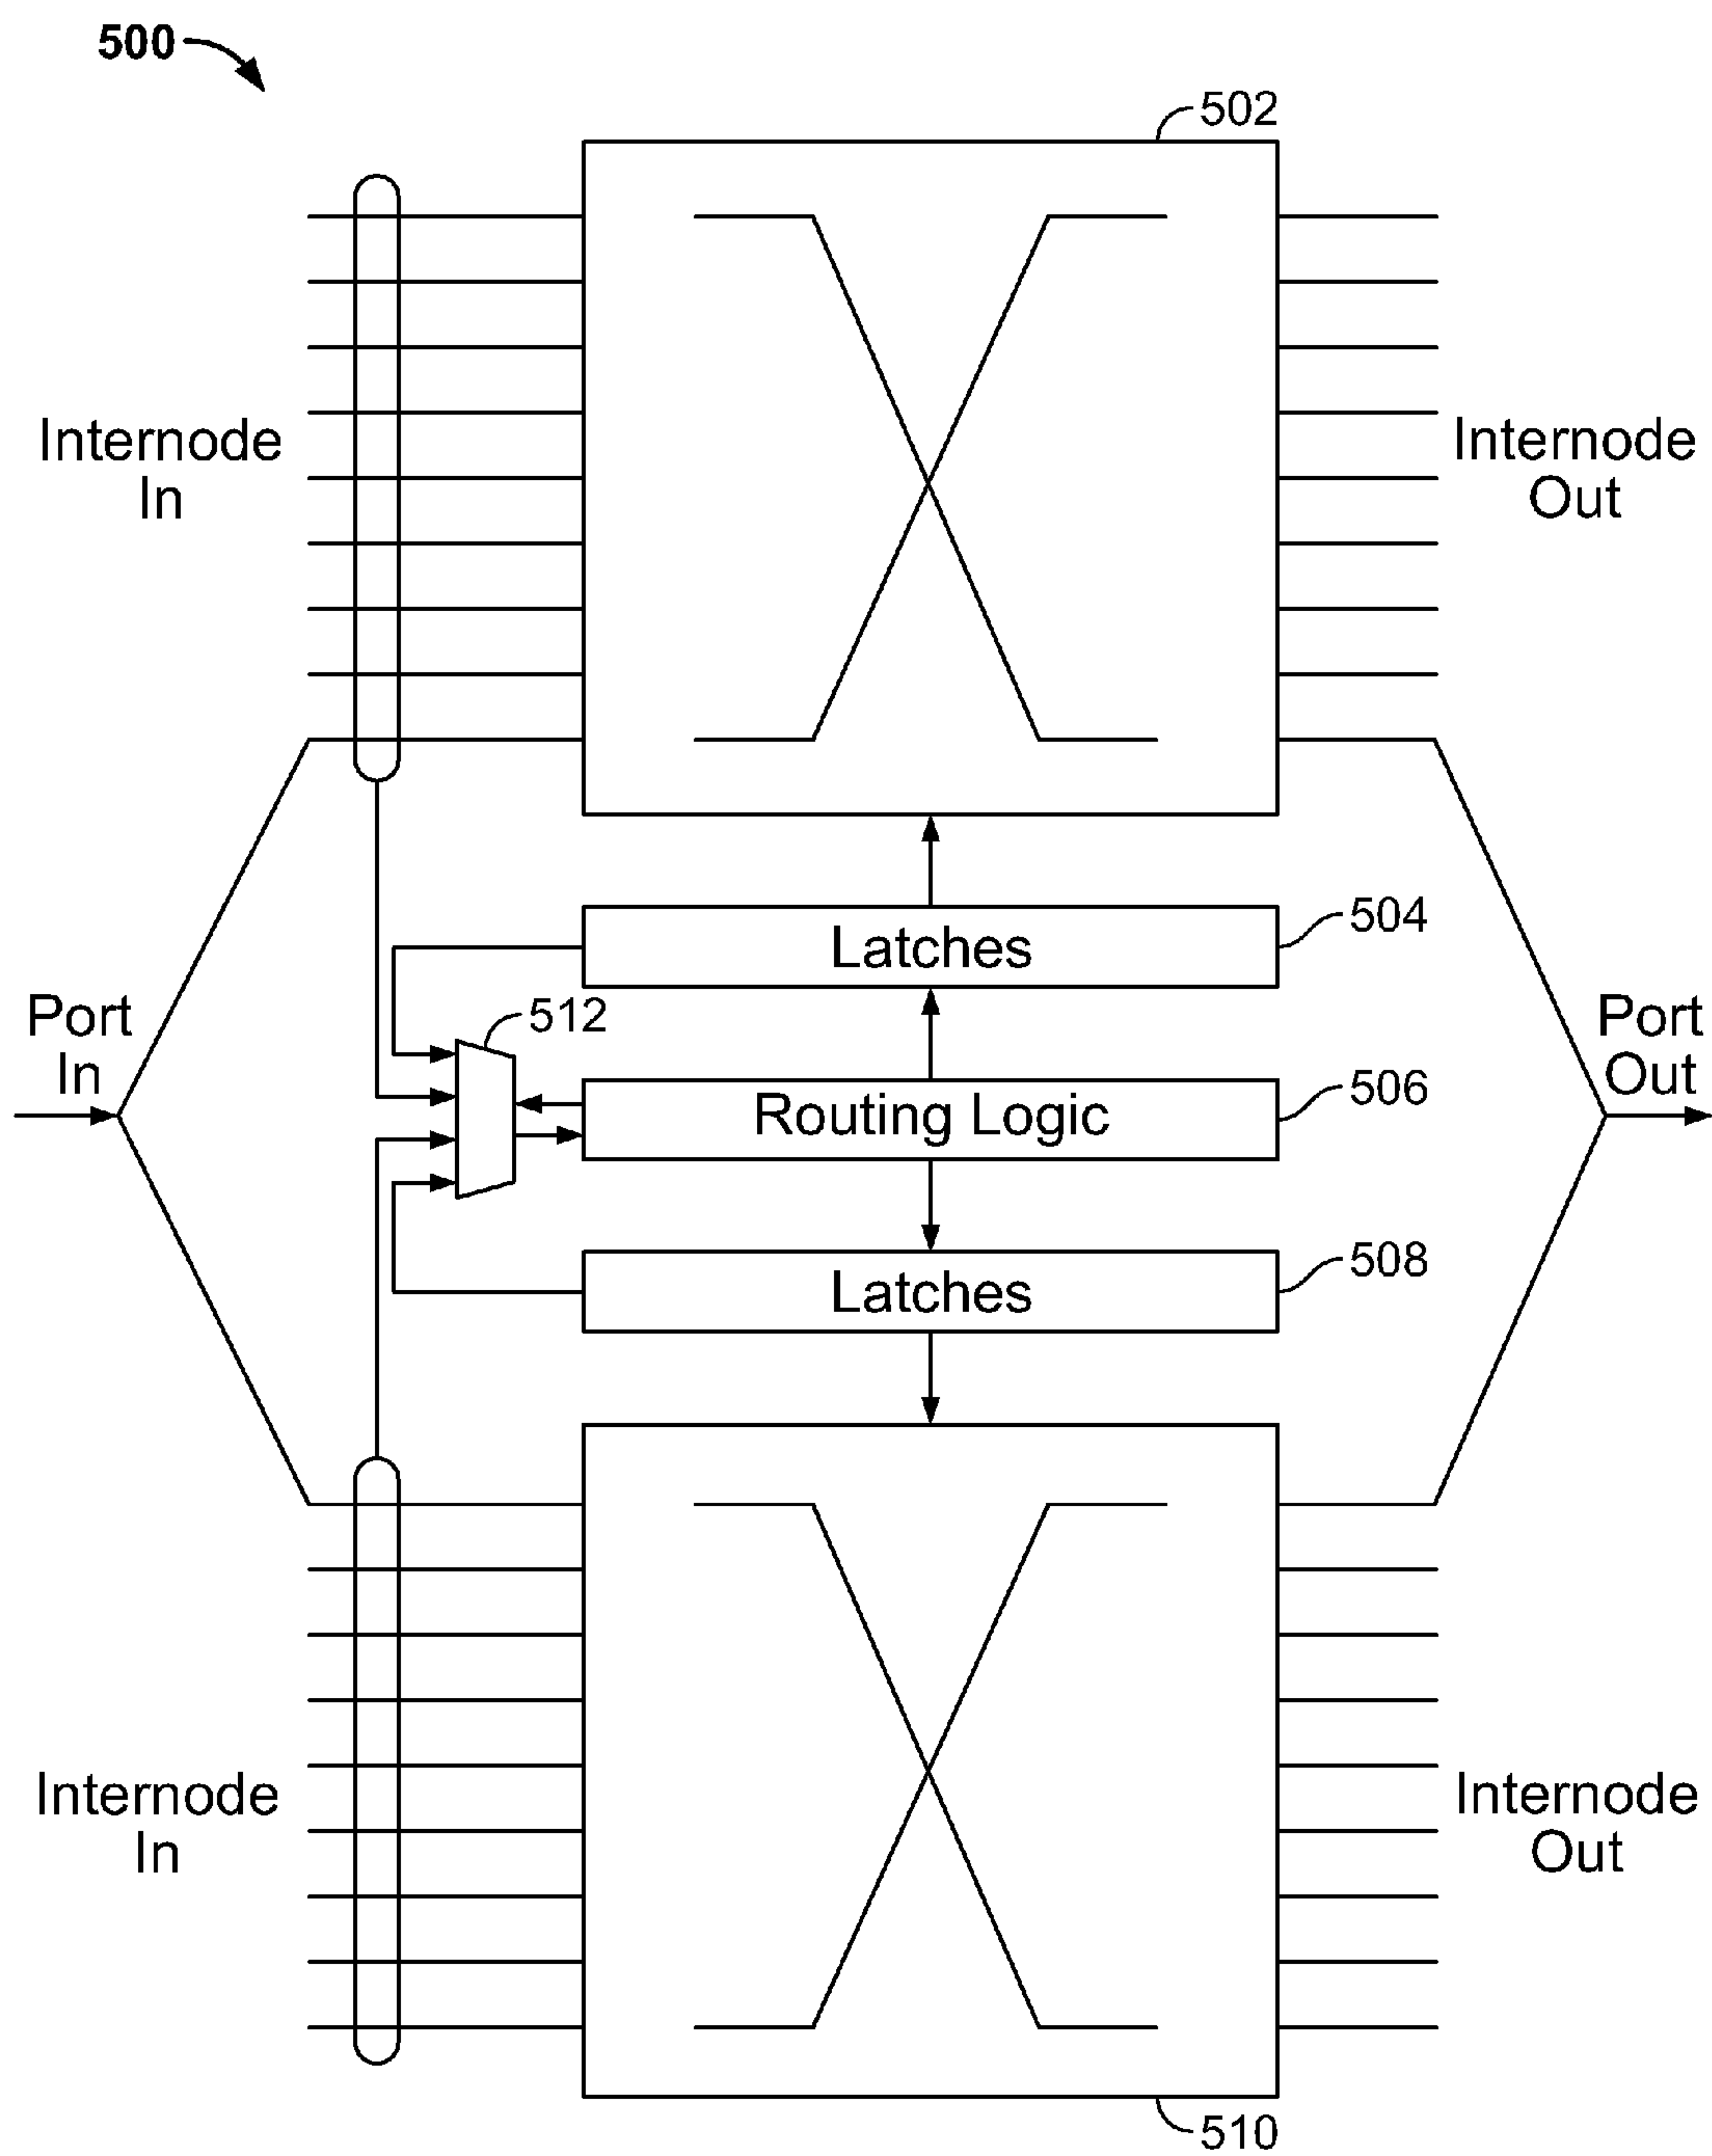 500
502
Internode
In
Internode
Out
504
Latches
512
Port
In
Port
Out
506
Routing Logic
508
Latches
Internode
In
Internode
Out
510